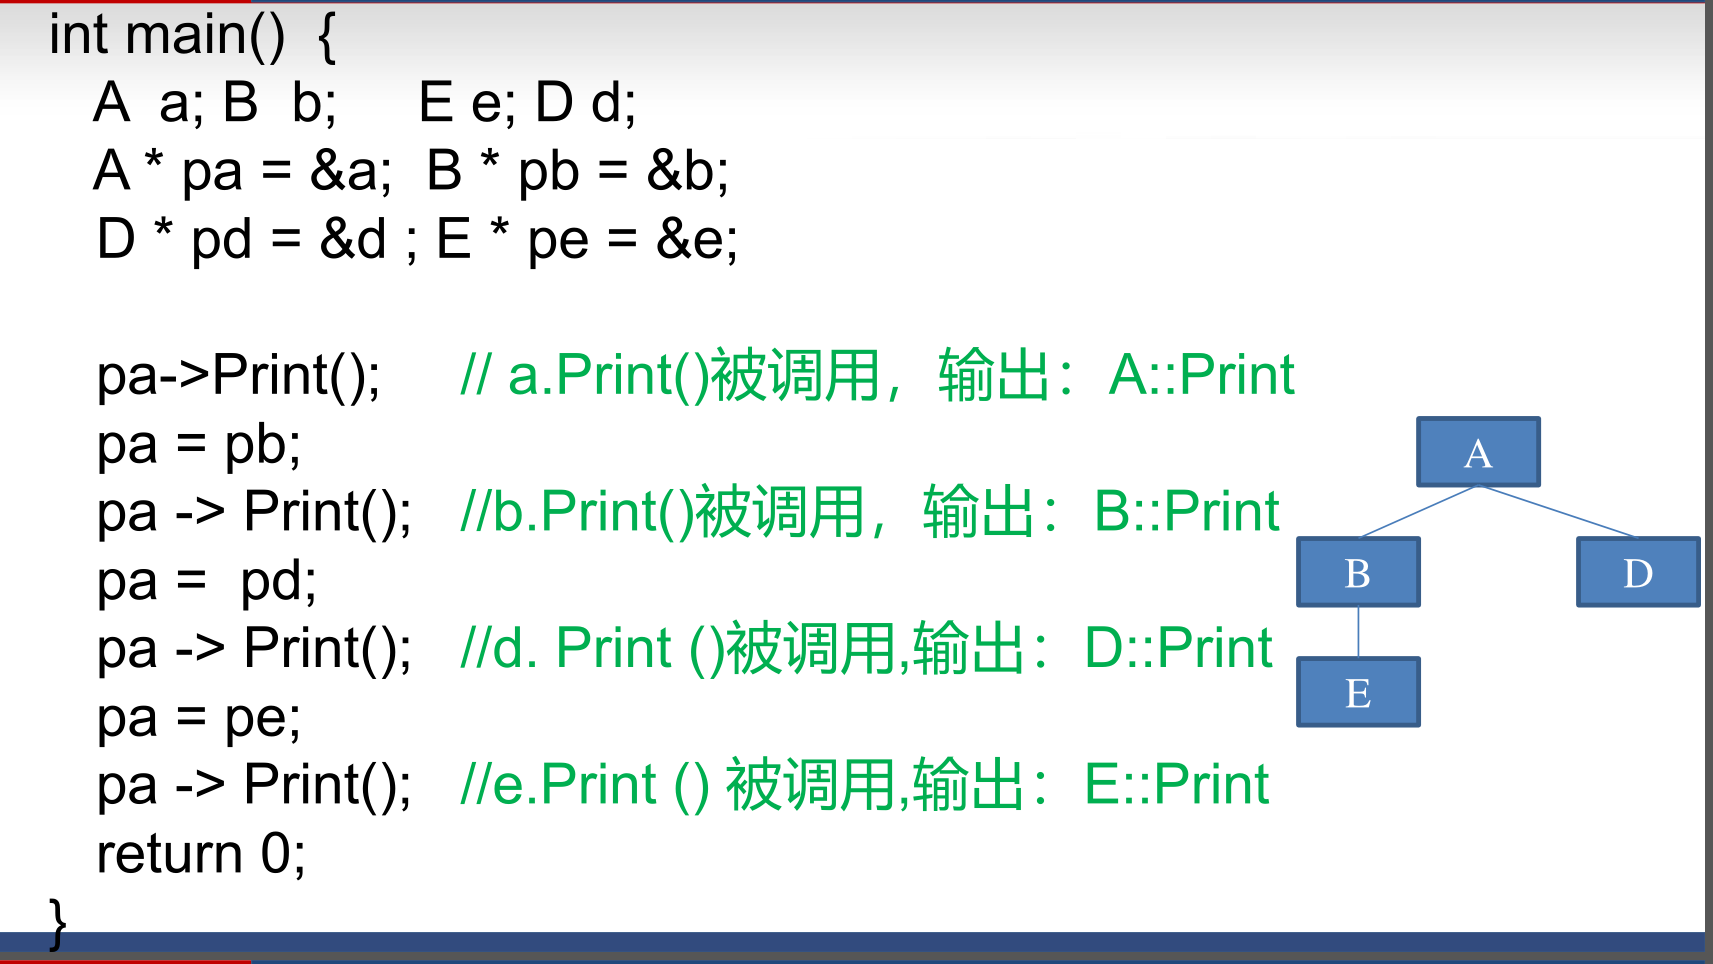 int main() {
A a; B b; E e; D d;
A * pa = &a; B * pb = &b;
D * pd = &d ; E * pe = &e;
pa->Print(); // a.Print()被调用，输出：A::Print
pa = pb;
pa -> Print(); //b.Print()被调用，输出：B::Print
pa = pd;
pa -> Print(); //d. Print ()被调用,输出：D::Print
pa = pe;
pa -> Print(); //e.Print () 被调用,输出：E::Print
return 0;
}
A
B D
E